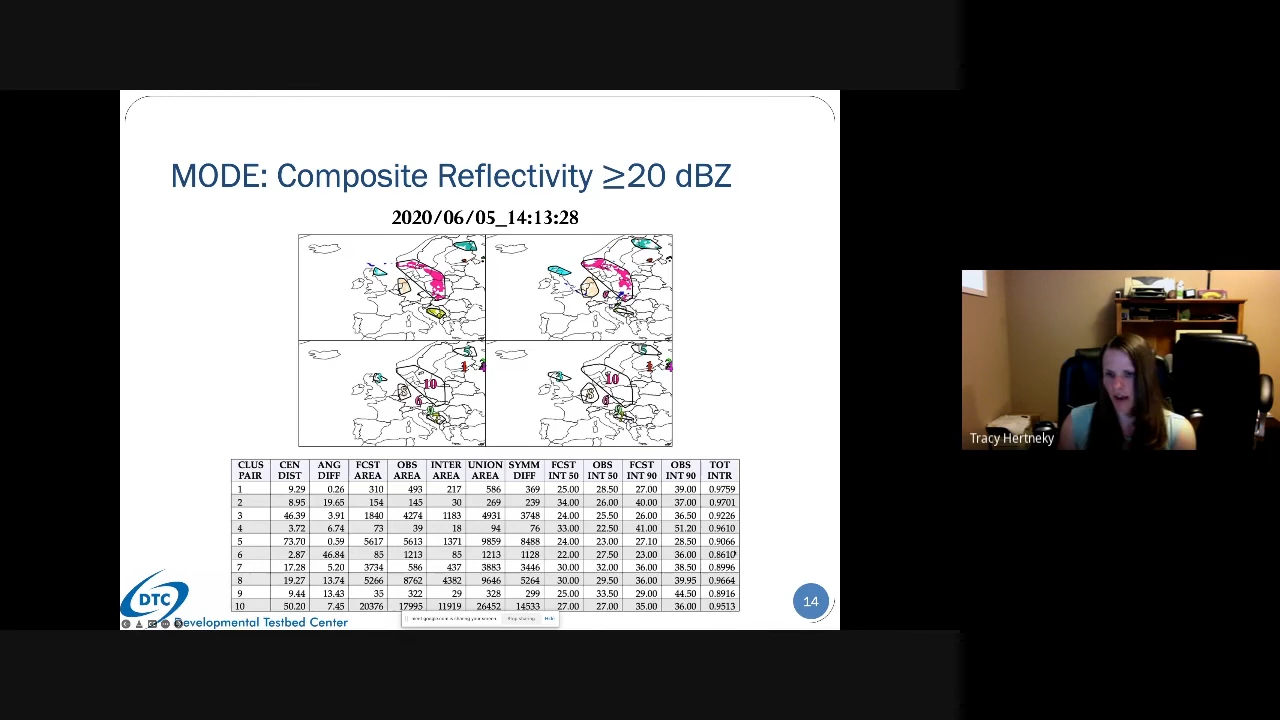 MODE: Composite Reflectivity ≥20 dBZ
2020/06/05_14:13:28
10
6
10
6
CLUS PAIR CEN DIST ANG DIFF FCST AREA OBS AREA INTER AREA UNION AREA SYMM DIFF FCST INT 50 OBS INT 50 FCST INT 90 OBS INT 90 TOT INTR
1 9.29 0.26 310 493 217 586 369 25.00 28.50 27.00 39.00 0.9759
2 8.95 19.65 154 145 30 269 239 34.00 26.00 40.00 37.00 0.9701
3 46.39 3.91 1840 4274 1183 4931 3748 24.00 25.50 26.00 36.50 0.9226
4 3.72 6.74 73 39 18 94 76 33.00 22.50 41.00 51.20 0.9610
5 73.70 0.59 5617 5613 1371 9859 8488 24.00 23.00 27.10 28.50 0.9066
6 2.87 46.84 85 1213 85 1213 1128 22.00 27.50 23.00 36.00 0.8610
7 17.28 5.20 3734 586 437 3883 3446 30.00 32.00 36.00 38.50 0.8996
8 19.27 13.74 5266 8762 4382 9646 5264 30.00 29.50 36.00 39.95 0.9664
9 9.44 13.43 35 322 29 328 299 25.00 33.50 29.00 44.50 0.8916
10 50.20 7.45 20376 17995 11919 26452 14533 27.00 27.00 35.00 36.00 0.9513
DTC
Developmental Testbed Center
meet.google.com is sharing your screen. Stop sharing Hide
14
Tracy Hertneky